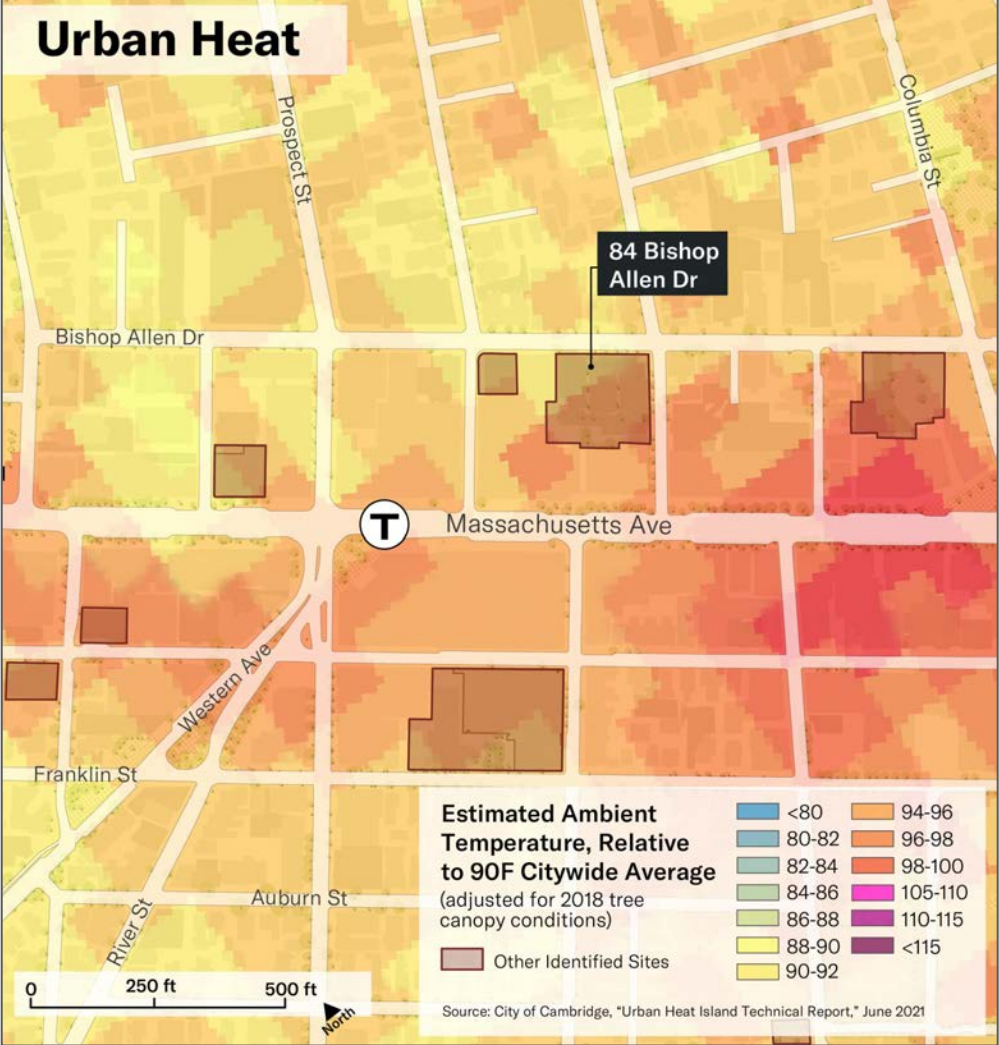 Urban Heat
Prospect St
Columbia St
84 Bishop
Allen Dr
Bishop Allen Dr
T
Massachusetts Ave
Western Ave
Franklin St
Auburn St
River St
0
250 ft
500 ft
North
Estimated Ambient
Temperature, Relative
to 90F Citywide Average
(adjusted for 2018 tree
canopy conditions)
Other Identified Sites
<80
80-82
82-84
84-86
86-88
88-90
90-92
94-96
96-98
98-100
105-110
110-115
<115
Source: City of Cambridge, “Urban Heat Island Technical Report,” June 2021